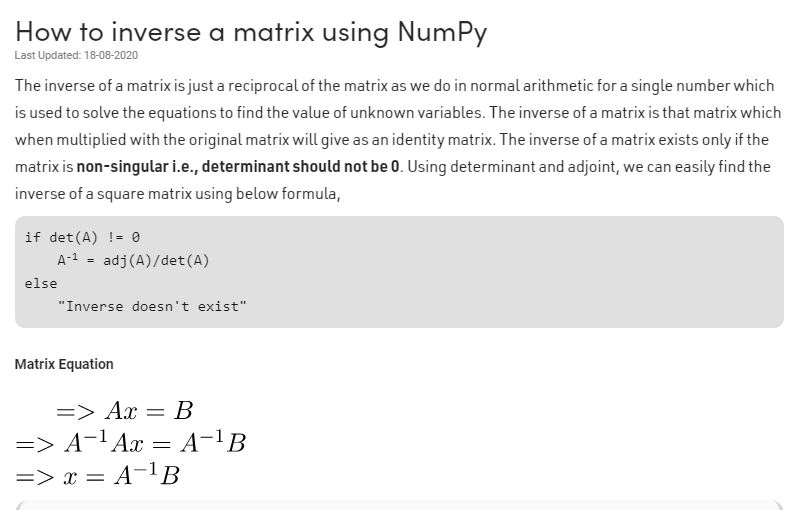 How to inverse a matrix using NumPy
Last Updated: 18-08-2020
The inverse of a matrix is just a reciprocal of the matrix as we do in normal arithmetic for a single number which
is used to solve the equations to find the value of unknown variables. The inverse of a matrix is that matrix which
when multiplied with the original matrix will give as an identity matrix. The inverse of a matrix exists only if the
matrix is non-singular i.e., determinant should not be 0. Using determinant and adjoint, we can easily find the
inverse of a square matrix using below formula,
if det(A) != 0
    A⁻¹ = adj(A)/det(A)
else
    "Inverse doesn't exist"
Matrix Equation
=> Ax = B
=> A⁻¹Ax = A⁻¹B
=> x = A⁻¹B